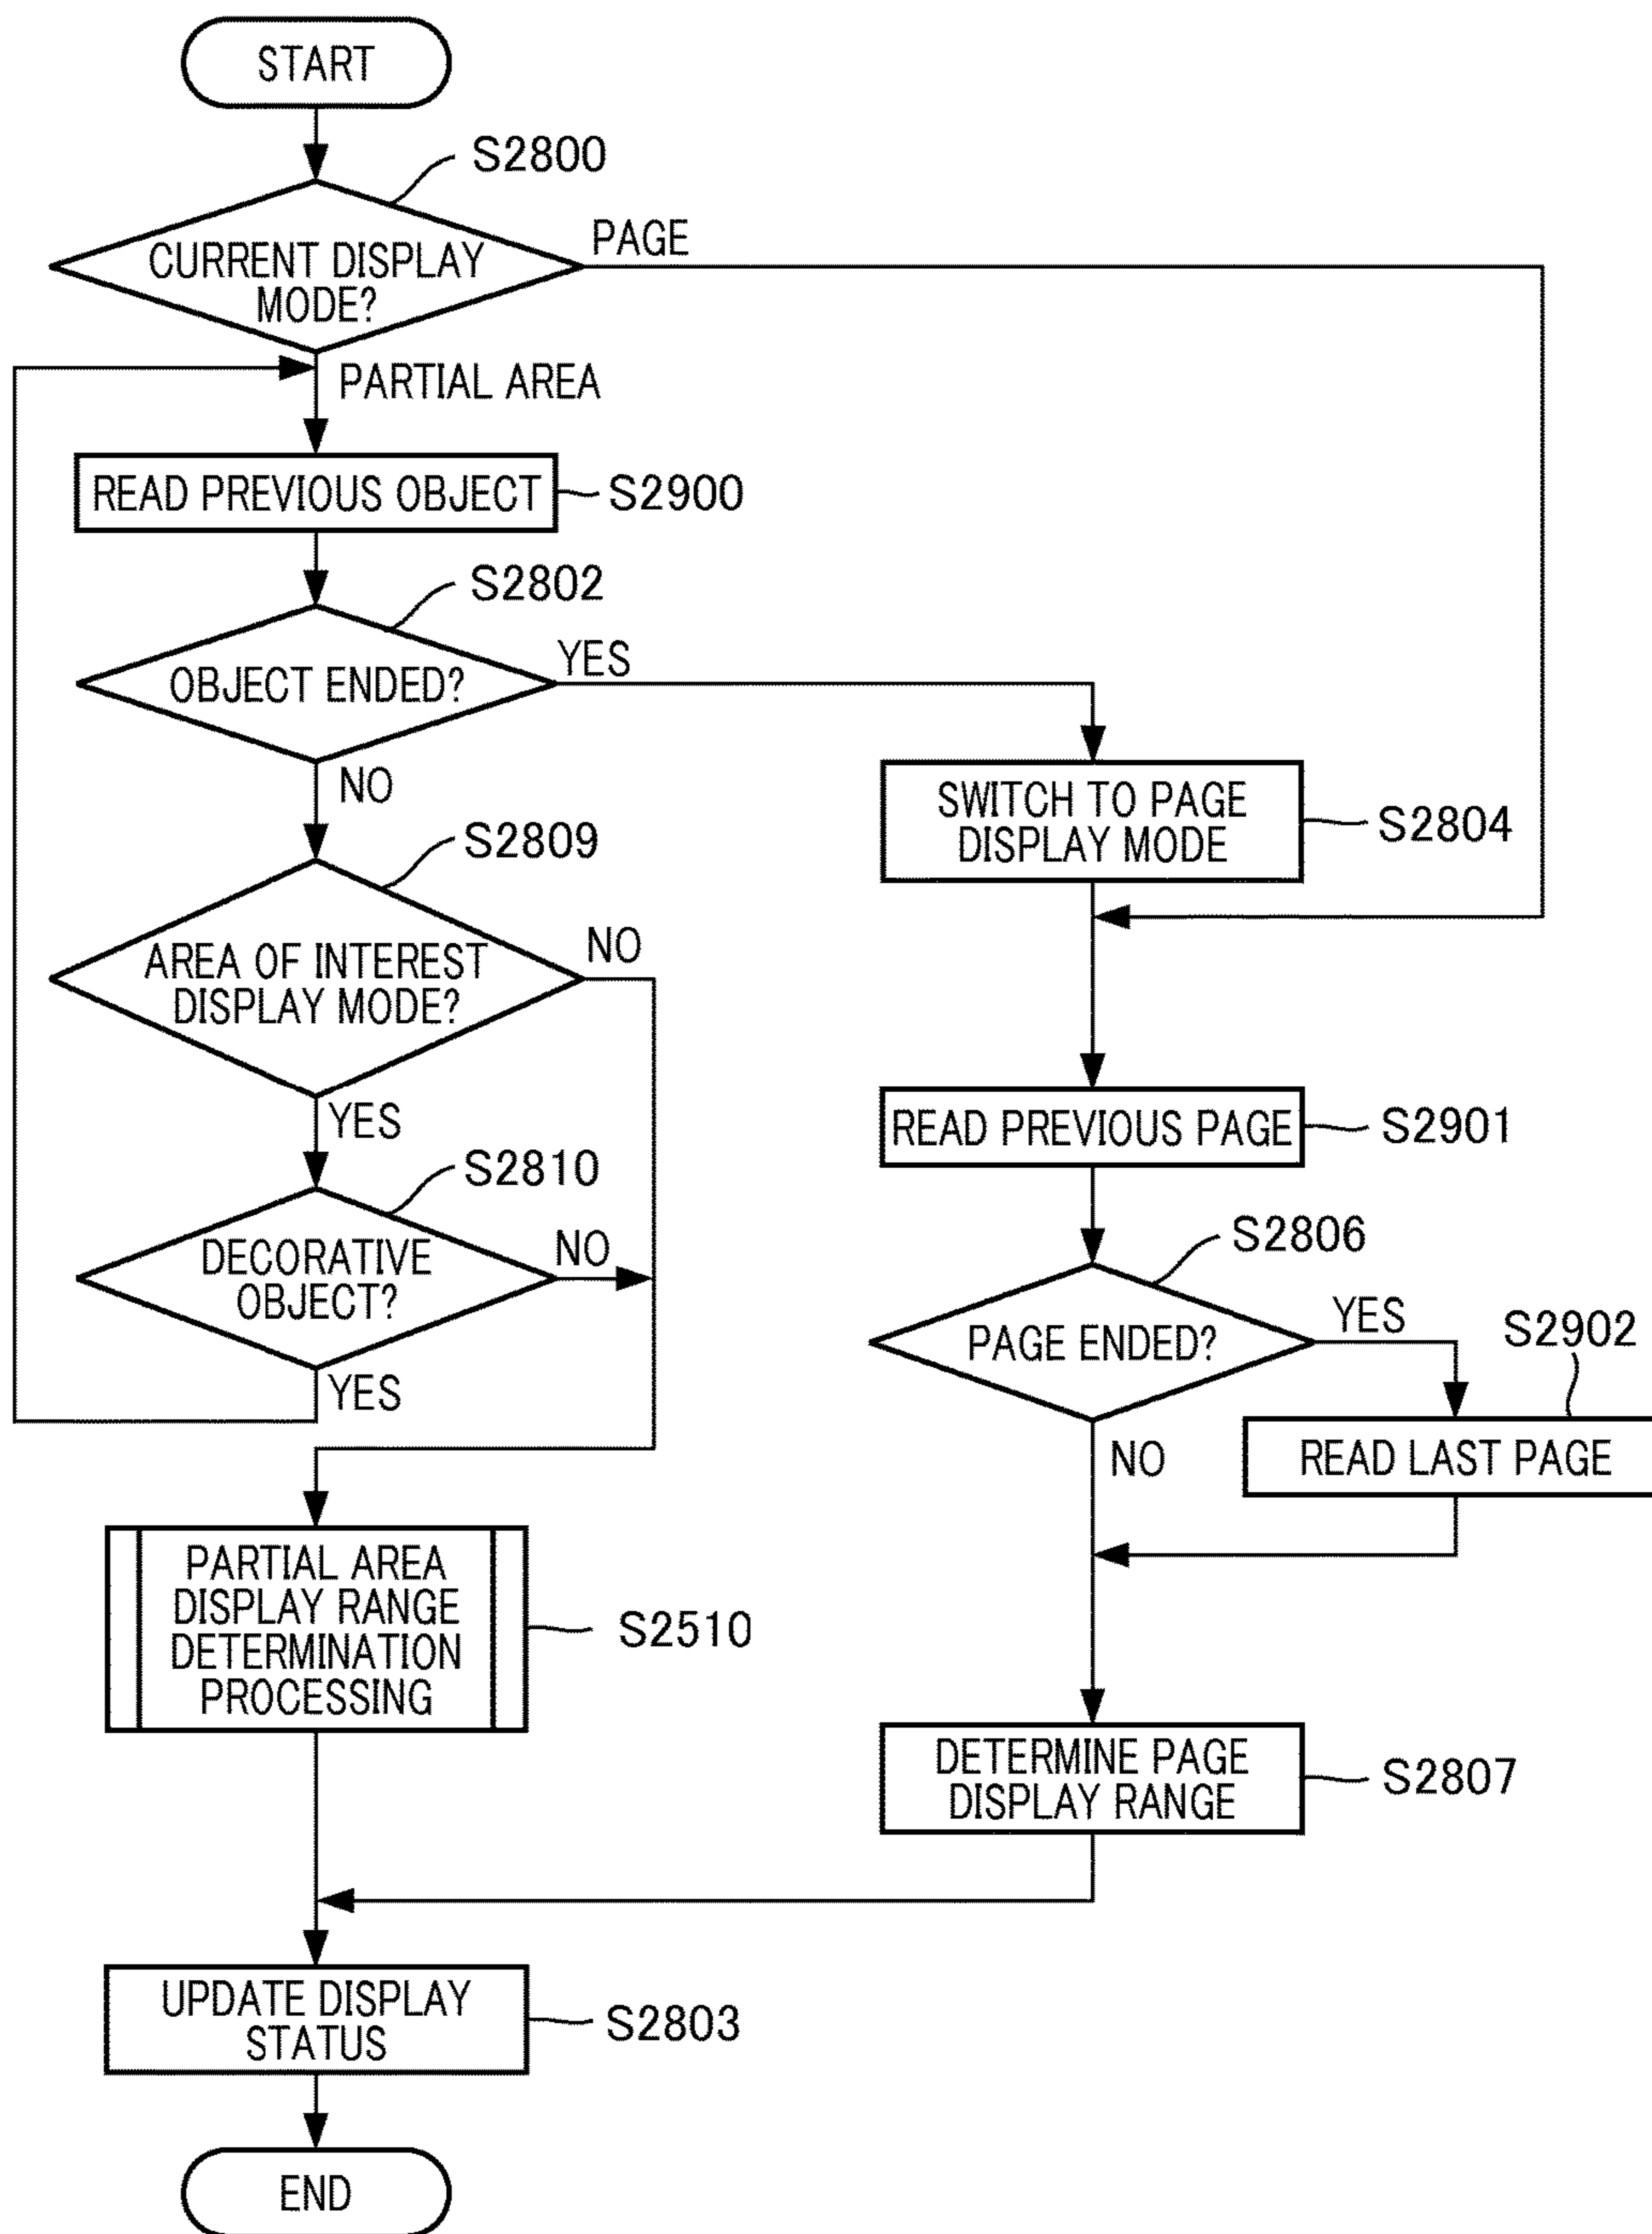 START
S2800
CURRENT DISPLAY
MODE?
PAGE
PARTIAL AREA
READ PREVIOUS OBJECT
S2900
S2802
OBJECT ENDED?
YES
NO
SWITCH TO PAGE
DISPLAY MODE
S2804
S2809
AREA OF INTEREST
DISPLAY MODE?
NO
YES
READ PREVIOUS PAGE
S2901
S2810
DECORATIVE
OBJECT?
NO
YES
S2806
PAGE ENDED?
YES
S2902
NO
READ LAST PAGE
PARTIAL AREA
DISPLAY RANGE
DETERMINATION
PROCESSING
S2510
DETERMINE PAGE
DISPLAY RANGE
S2807
UPDATE DISPLAY
STATUS
S2803
END